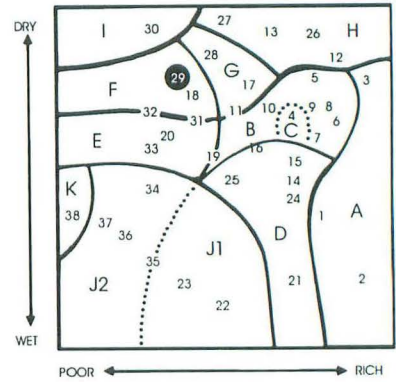 DRY
I 30 27 13 26 H
28 12
F 29 18 G 17 5 3
32 31 11 10 4 9 8 6
E 20 33 B C 7
19 16 15
K 34 25 14
24
38 37 36 1 A
J1 D
35
J2 23 21 2
22
WET
POOR RICH